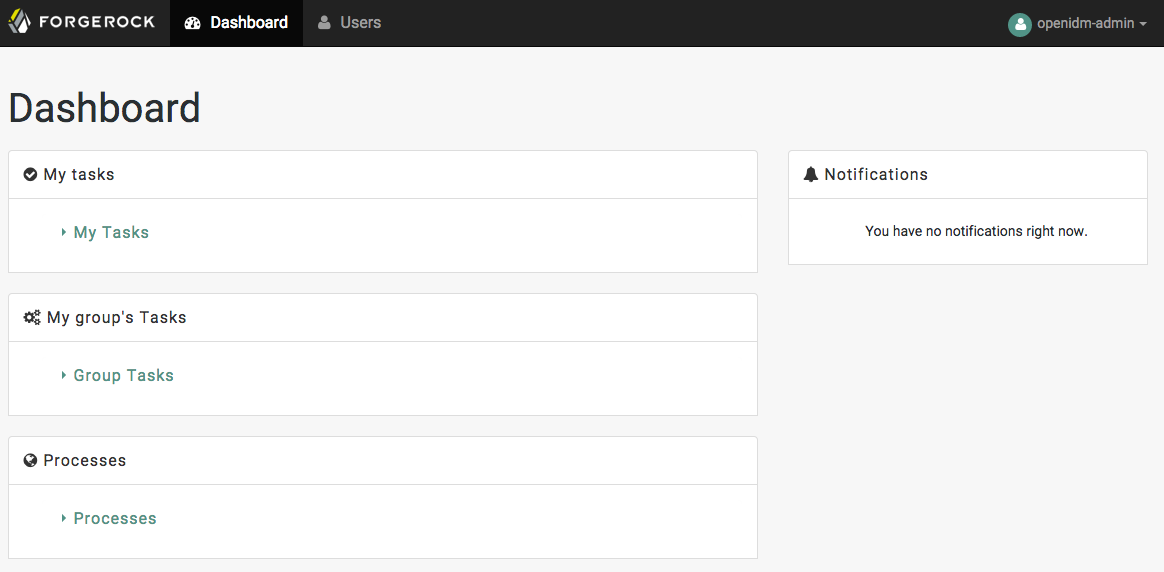 FORGEROCK Dashboard Users openidm-admin
Dashboard
My tasks
My Tasks
My group's Tasks
Group Tasks
Processes
Processes
Notifications
You have no notifications right now.